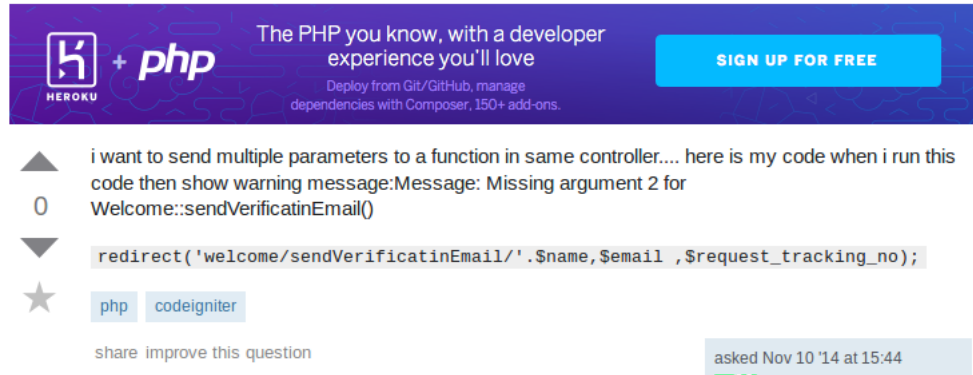 The PHP you know, with a developer
experience you'll love
HEROKU
+ php
Deploy from Git/GitHub, manage
dependencies with Composer, 150+ add-ons.
SIGN UP FOR FREE
i want to send multiple parameters to a function in same controller.... here is my code when i run this
code then show warning message:Message: Missing argument 2 for
Welcome::sendVerificatinEmail()
0
redirect('welcome/sendVerificatinEmail/'.$name,$email ,$request_tracking_no);
php codeigniter
share improve this question
asked Nov 10 '14 at 15:44